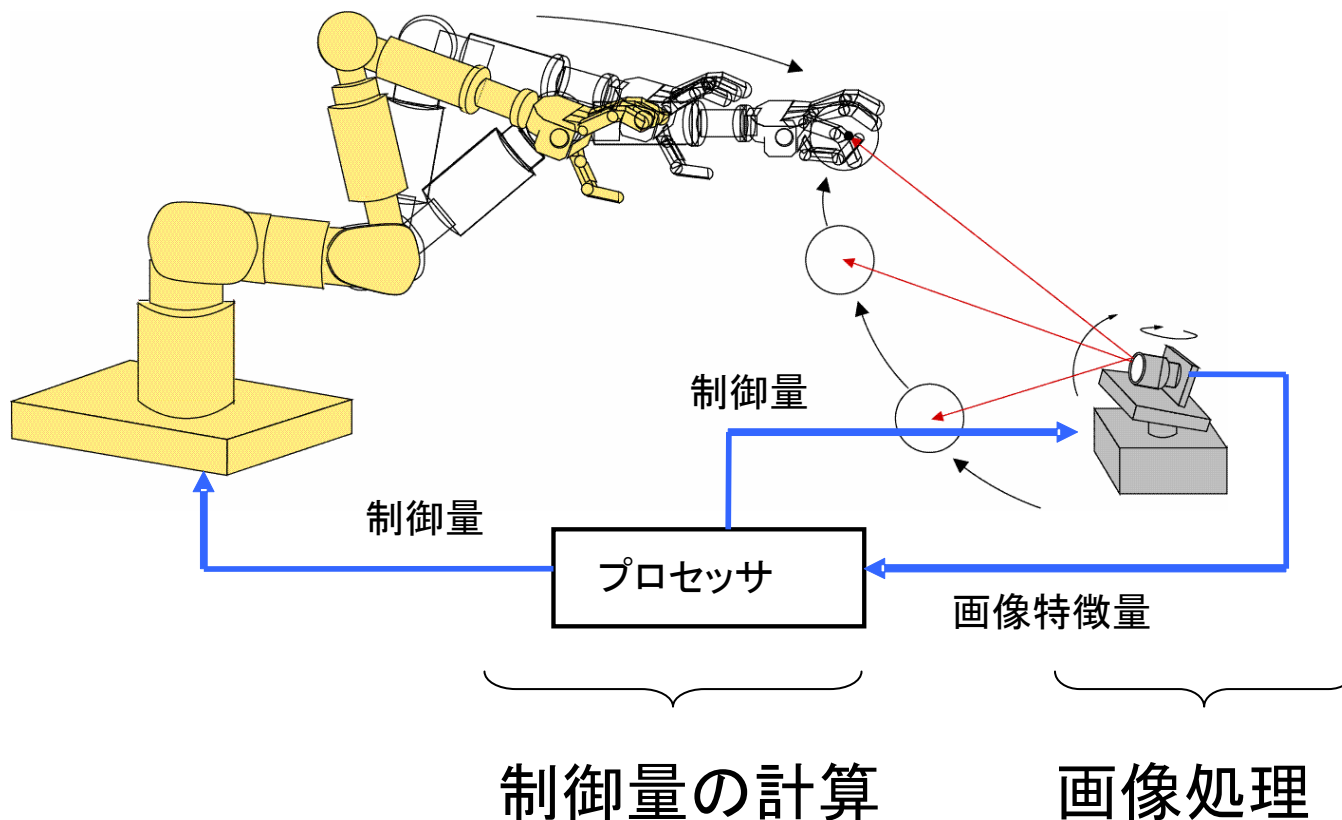 制御量
制御量
プロセッサ
画像特徴量
制御量の計算
画像処理